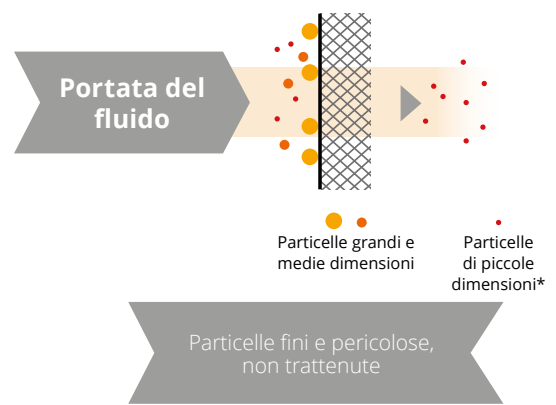 Portata del
fluido
Particelle grandi e
medie dimensioni
Particelle
di piccole
dimensioni*
Particelle fini e pericolose,
non trattenute